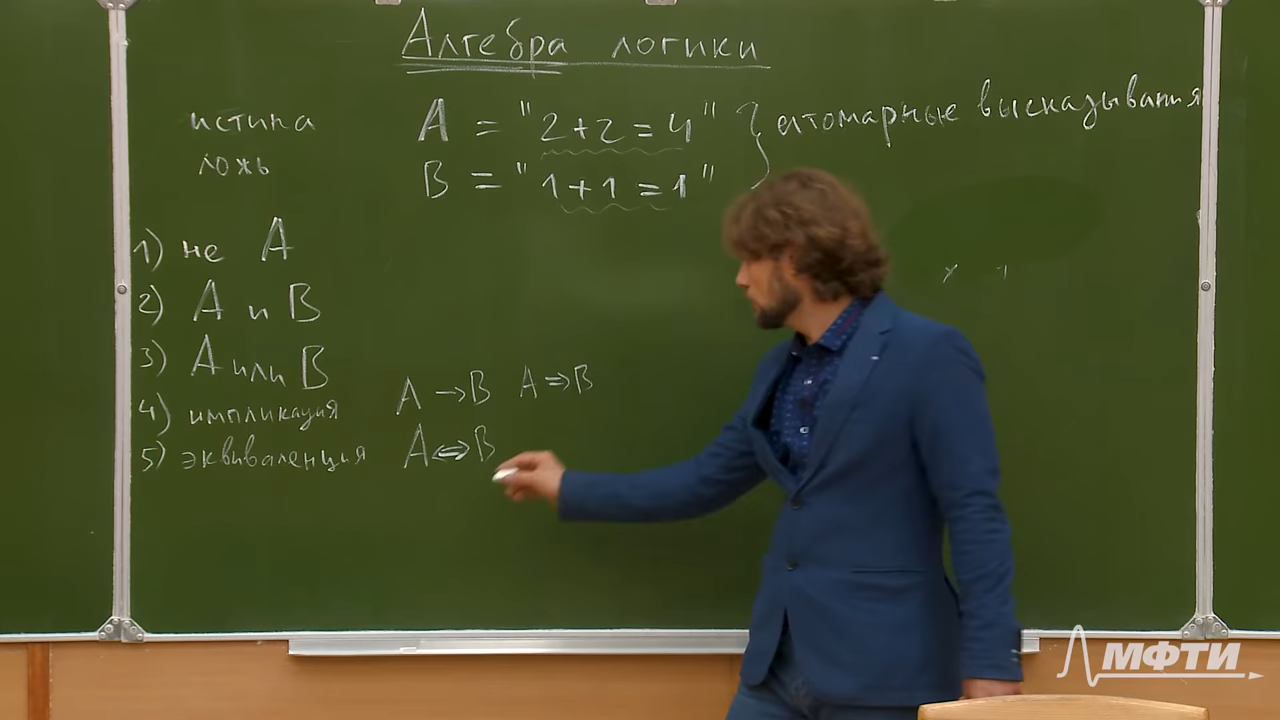 Алгебра логики
истина
ложь
A = "2+2=4"
B = "1+1=1"
} атомарные высказывания
1) не A
2) A и B
3) A или B
4) импликация A → B A ⇒ B
5) эквиваленция A ⇔ B
МФТИ